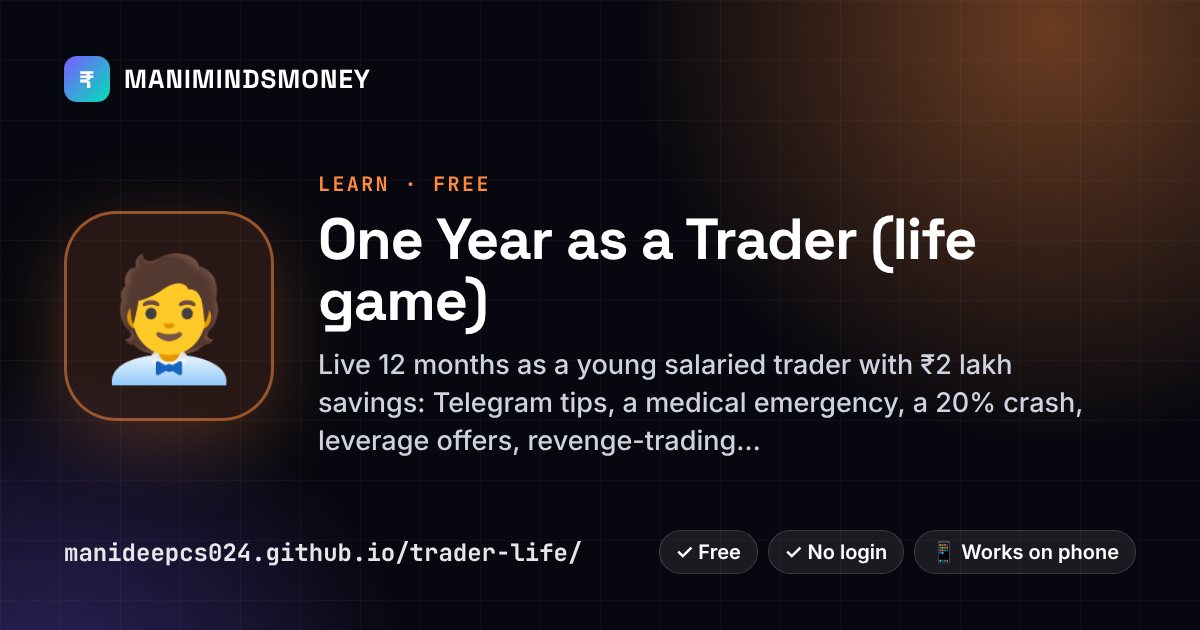 ₹ MANIMINDSMONEY
LEARN · FREE
One Year as a Trader (life
game)
Live 12 months as a young salaried trader with ₹2 lakh
savings: Telegram tips, a medical emergency, a 20% crash,
leverage offers, revenge-trading…
manideepcs024.github.io/trader-life/
✓ Free
✓ No login
📱 Works on phone